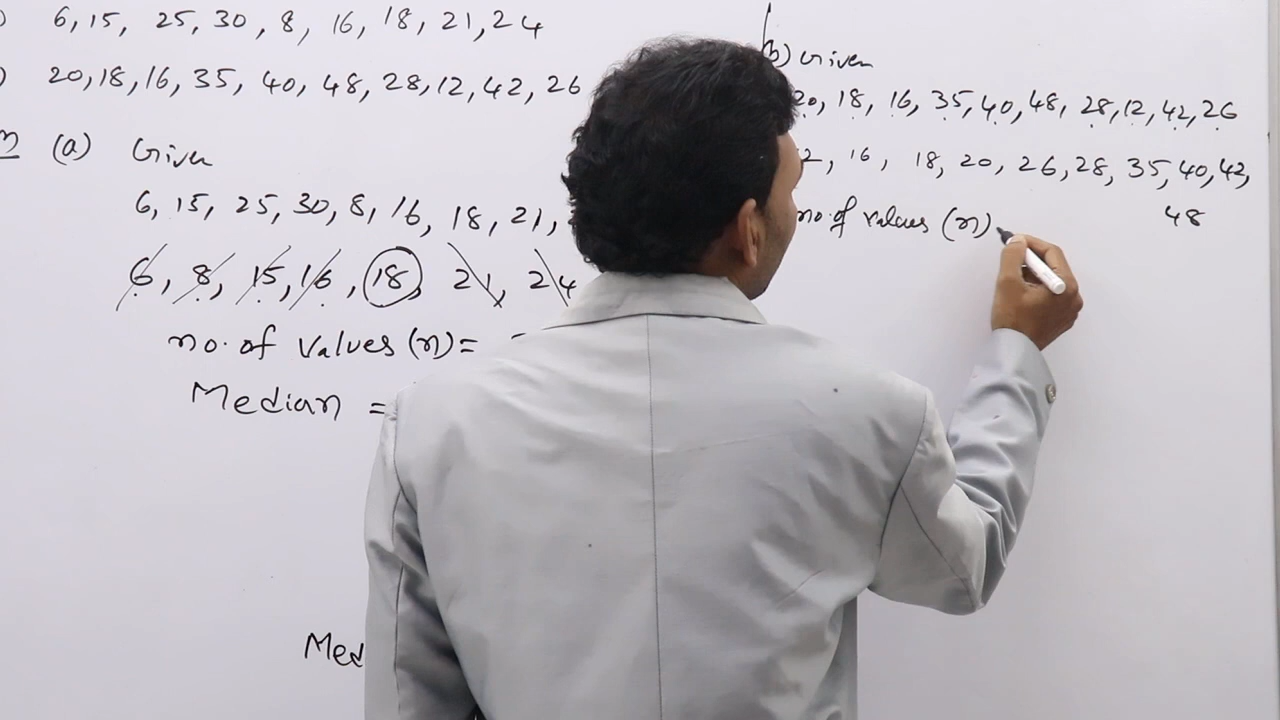 ) 6, 15, 25, 30, 8, 16, 18, 21, 24
) 20, 18, 16, 35, 40, 48, 28, 12, 42, 26
(a) Given
6, 15, 25, 30, 8, 16, 18, 21,
6, 8, 15, 16, 18, 21, 24
no. of values (n) =
Median =
Med
(b) Given
20, 18, 16, 35, 40, 48, 28, 12, 42, 26
2, 16, 18, 20, 26, 28, 35, 40, 42,
48
no. of values (n)